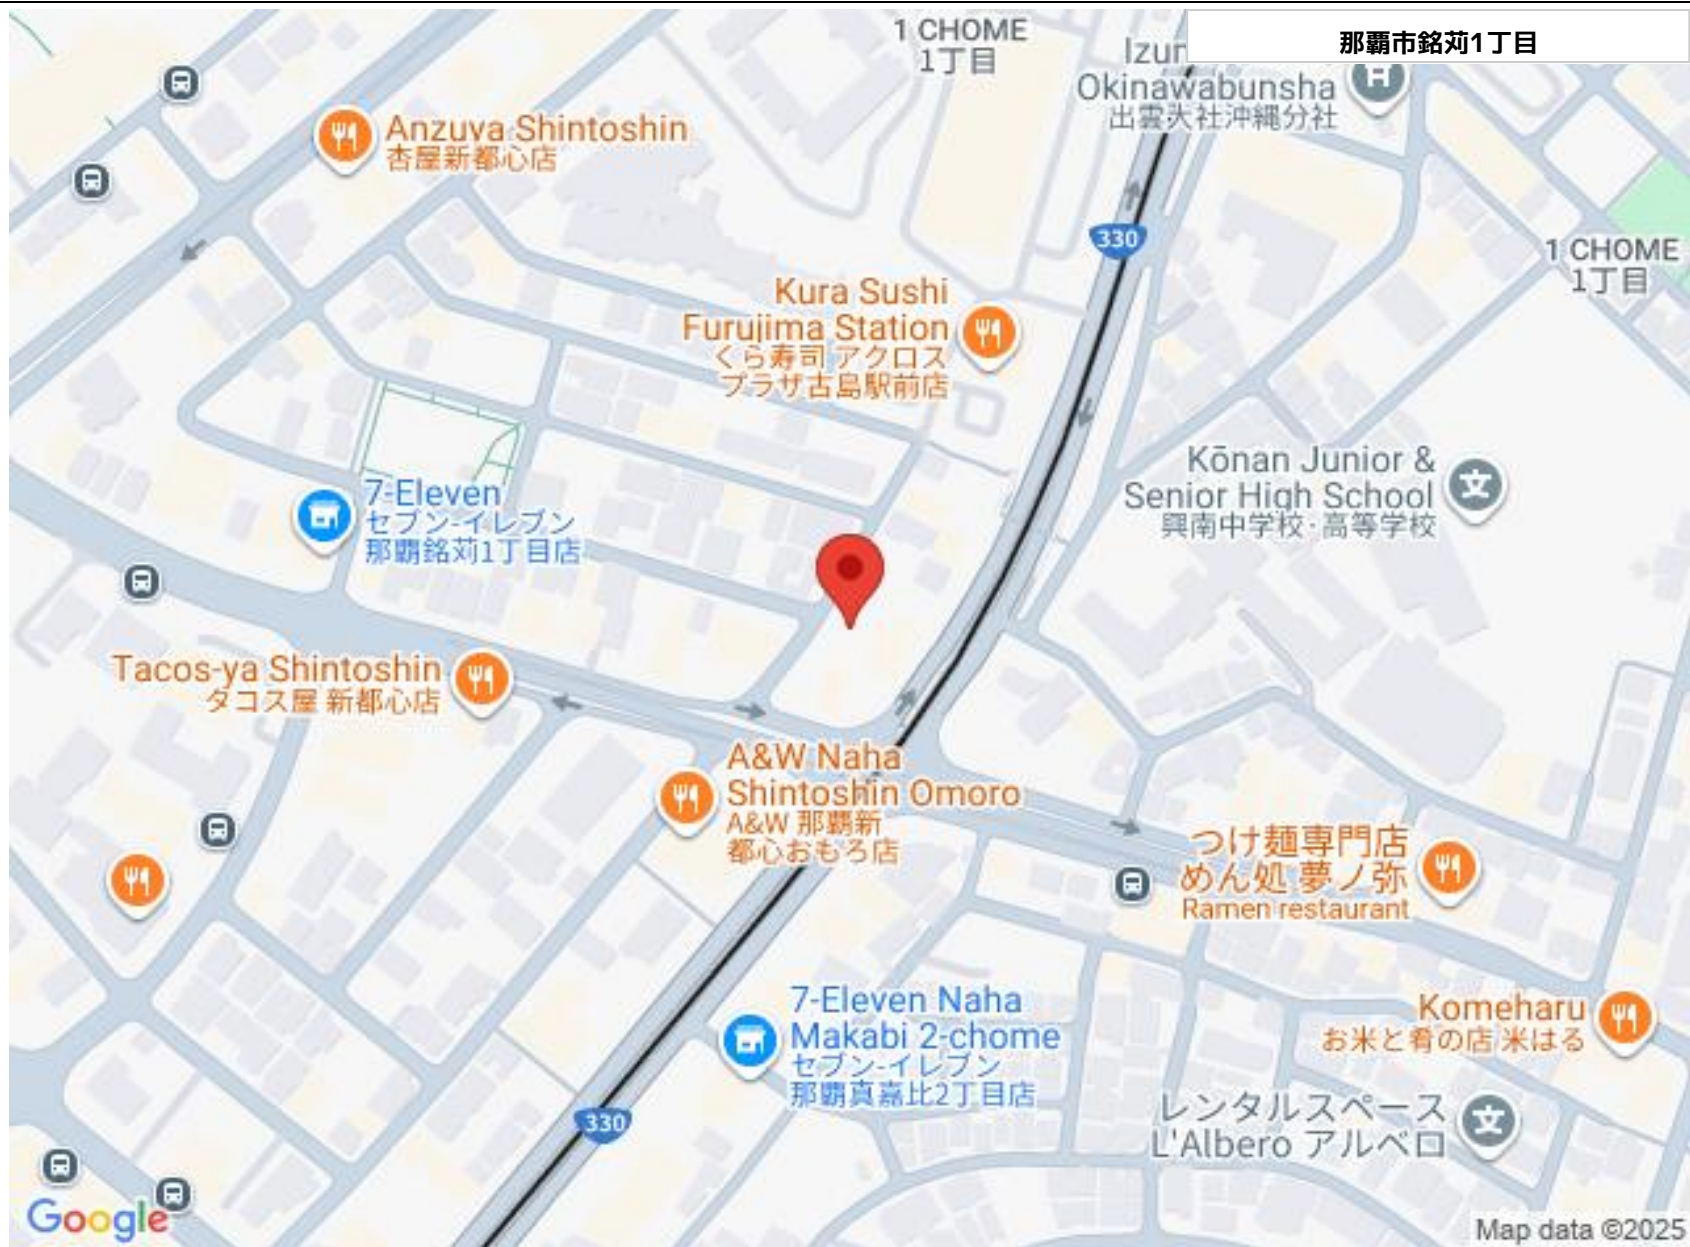 1 CHOME
1丁目
那覇市銘苅1丁目
Okinawabunsha
出雲大社沖縄分社
Anzuya Shintoshin
杏屋新都心店
330
1 CHOME
1丁目
Kura Sushi
Furujima Station
くら寿司 アクロス
プラザ古島駅前店
Kōnan Junior &
Senior High School
興南中学校・高等学校
7-Eleven
セブン-イレブン
那覇銘苅1丁目店
Tacos-ya Shintoshin
タコス屋 新都心店
A&W Naha
Shintoshin Omoro
A&W 那覇新
都心おもろ店
つけ麺専門店
めん処 夢ノ弥
Ramen restaurant
7-Eleven Naha
Makabi 2-chome
セブン-イレブン
那覇真嘉比2丁目店
Komeharu
お米と肴の店 米はる
レンタルスペース
L'Albero アルベロ
330
Google
Map data ©2025